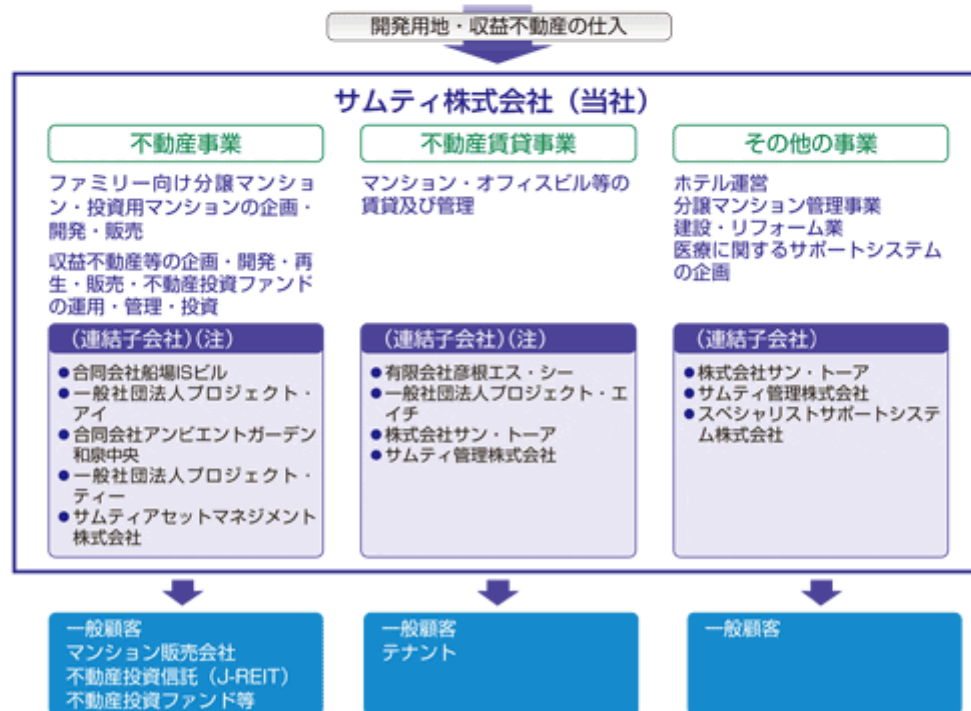 開発用地・収益不動産の仕入
サムティ株式会社（当社）
不動産事業
ファミリー向け分譲マンショ
ン・投資用マンションの企画・
開発・販売
収益不動産等の企画・開発・再
生・販売・不動産投資ファンド
の運用・管理・投資
（連結子会社）（注）
●合同会社船場ISビル
●一般社団法人プロジェクト・
アイ
●合同会社アンビエントガーデン
和泉中央
●一般社団法人プロジェクト・
ティー
●サムティアセットマネジメント
株式会社
一般顧客
マンション販売会社
不動産投資信託（J-REIT）
不動産投資ファンド等
不動産賃貸事業
マンション・オフィスビル等の
賃貸及び管理
（連結子会社）（注）
●有限会社彦根エス・シー
●一般社団法人プロジェクト・エ
イチ
●株式会社サン・トーア
●サムティ管理株式会社
一般顧客
テナント
その他の事業
ホテル運営
分譲マンション管理事業
建設・リフォーム業
医療に関するサポートシステム
の企画
（連結子会社）
●株式会社サン・トーア
●サムティ管理株式会社
●スペシャリストサポートシステ
ム株式会社
一般顧客